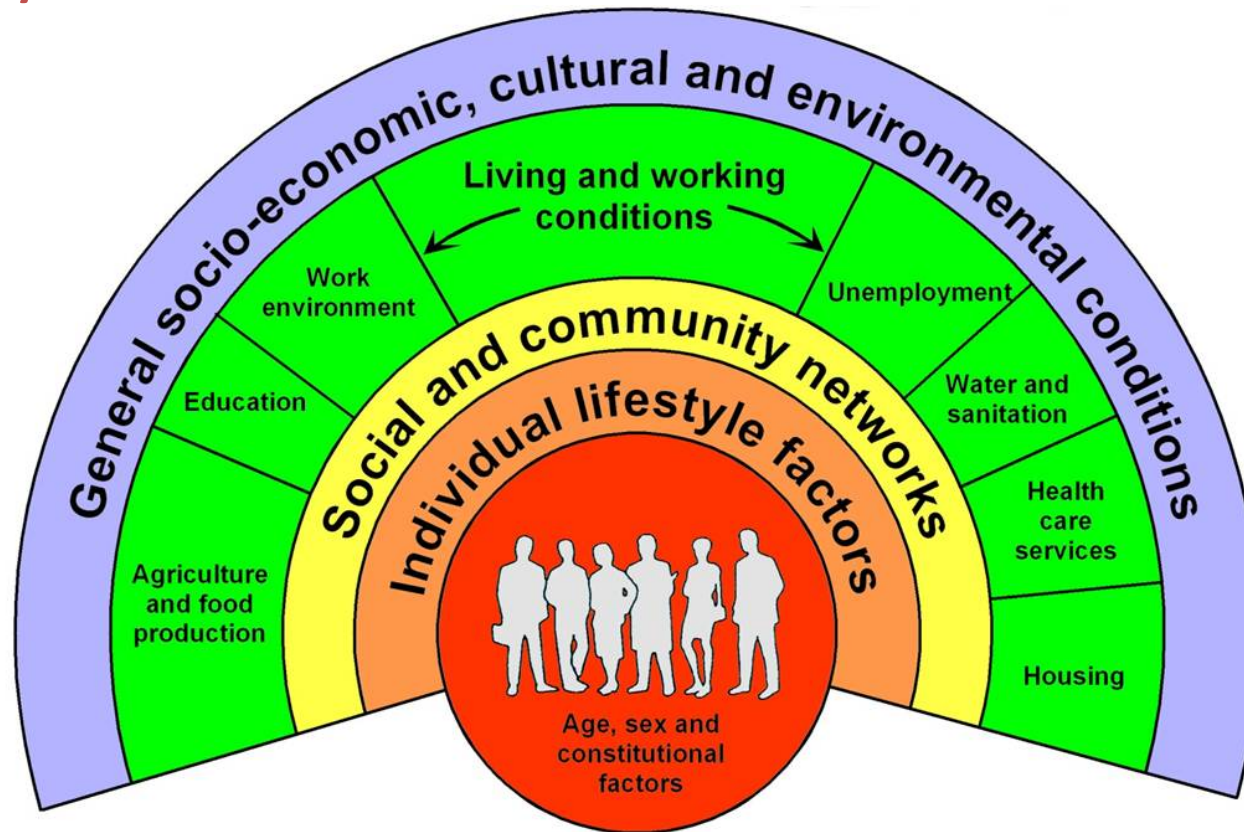 General socio-economic, cultural and environmental conditions
Living and working
conditions
Work
environment
Unemployment
Education
Water and
sanitation
Agriculture
and food
production
Health
care
services
Housing
Social and community networks
Individual lifestyle factors
Age, sex and
constitutional
factors